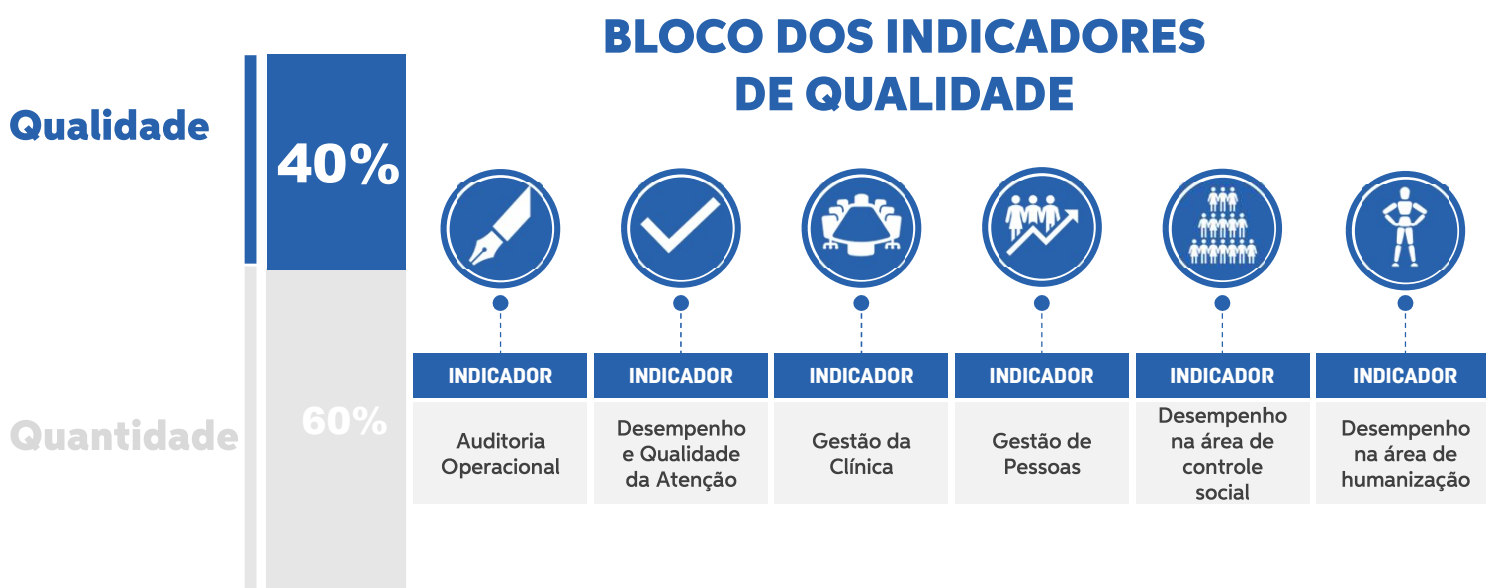 BLOCO DOS INDICADORES
DE QUALIDADE
Qualidade
40%
Quantidade
60%
INDICADOR
Auditoria
Operacional
INDICADOR
Desempenho
e Qualidade
da Atenção
INDICADOR
Gestão da
Clínica
INDICADOR
Gestão de
Pessoas
INDICADOR
Desempenho
na área de
controle
social
INDICADOR
Desempenho
na área de
humanização